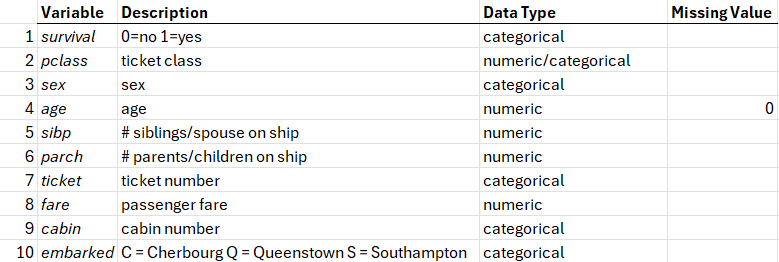 Variable Description Data Type Missing Value
1 survival 0=no 1=yes categorical
2 pclass ticket class numeric/categorical
3 sex sex categorical
4 age age numeric 0
5 sibp # siblings/spouse on ship numeric
6 parch # parents/children on ship numeric
7 ticket ticket number categorical
8 fare passenger fare numeric
9 cabin cabin number categorical
10 embarked C = Cherbourg Q = Queenstown S = Southampton categorical